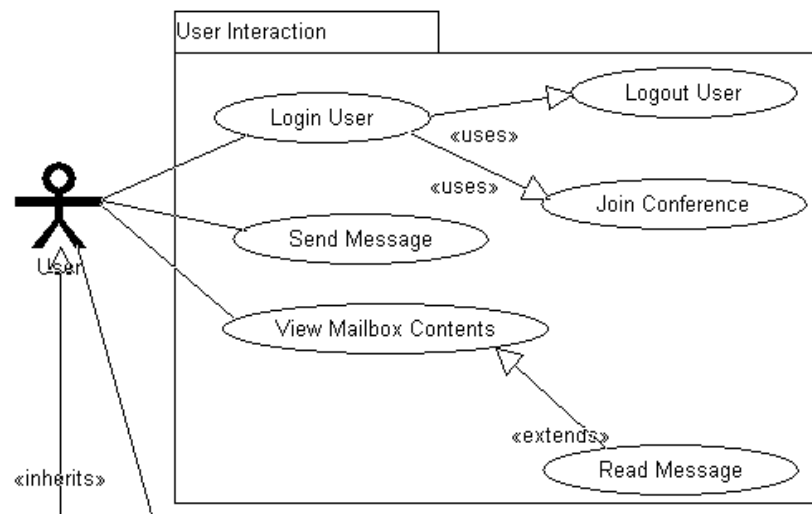 User Interaction
Logout User
Login User
«uses»
«uses»
Join Conference
Send Message
User
View Mailbox Contents
«extends»
Read Message
«inherits»